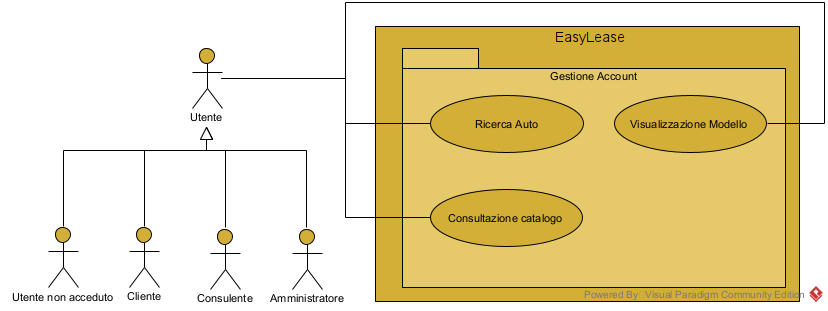 EasyLease
Gestione Account
Utente
Ricerca Auto
Visualizzazione Modello
Consultazione catalogo
Utente non acceduto
Cliente
Consulente
Amministratore
Powered By: Visual Paradigm Community Edition